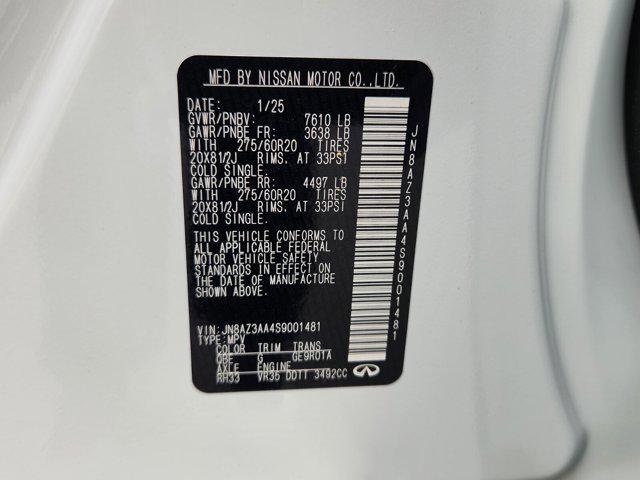 MFD BY NISSAN MOTOR CO.,LTD.
DATE: 1/25
GVWR/PNBV: 7610 LB
GAWR/PNBE FR: 3638 LB
WITH 275/60R20 TIRES
20X81/2J RIMS, AT 33PSI
COLD SINGLE.
GAWR/PNBE RR: 4497 LB
WITH 275/60R20 TIRES
20X81/2J RIMS, AT 33PSI
COLD SINGLE.
THIS VEHICLE CONFORMS TO
ALL APPLICABLE FEDERAL
MOTOR VEHICLE SAFETY
STANDARDS IN EFFECT ON
THE DATE OF MANUFACTURE
SHOWN ABOVE.
VIN: JN8AZ3AA4S9001481
TYPE: MPV
COLOR TRIM TRANS
QBE G GE9R01A
AXLE ENGINE
RH33 VR35 DDTT 3492CC
JN8AZ3AA4S9001481